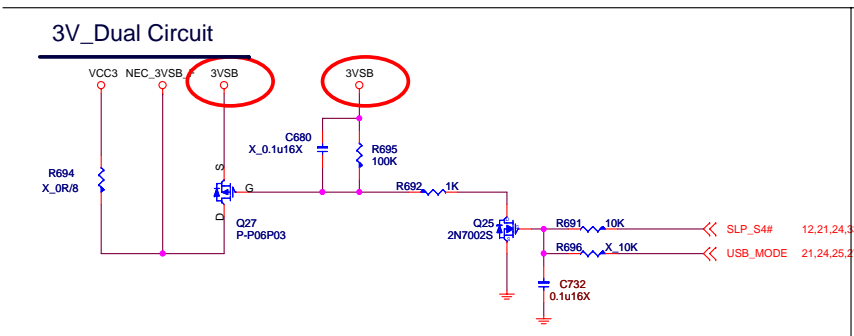 3V_Dual Circuit
VCC3 NEC_3VSB_ 3VSB 3VSB
C680
X_0.1u16X
R695
100K
R694
X_0R/8
S
G
D
R692 1K
Q27
P-P06P03
Q25
2N7002S
R691 10K
SLP_S4# 12,21,24,3
R696 X_10K
USB_MODE 21,24,25,2
C732
0.1u16X